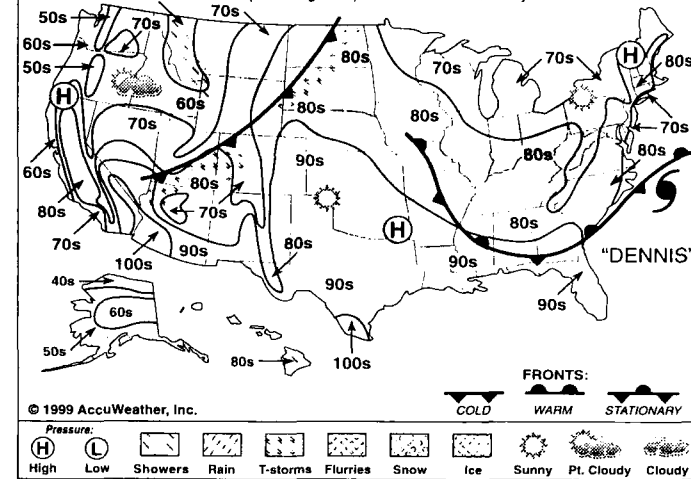 50s
70s
70s
60s
70s
50s
80s
70s
70s
80s
60s
80s
H
H
70s
80s
80s
70s
90s
80s
80s
60s
70s
80s
80s
70s
80s
H
100s
90s
80s
90s
90s
"DENNIS"
40s
60s
50s
90s
90s
80s
100s
FRONTS:
© 1999 AccuWeather, Inc.
COLD WARM STATIONARY
Pressure:
H L
High Low Showers Rain T-storms Flurries Snow Ice Sunny Pt. Cloudy Cloudy